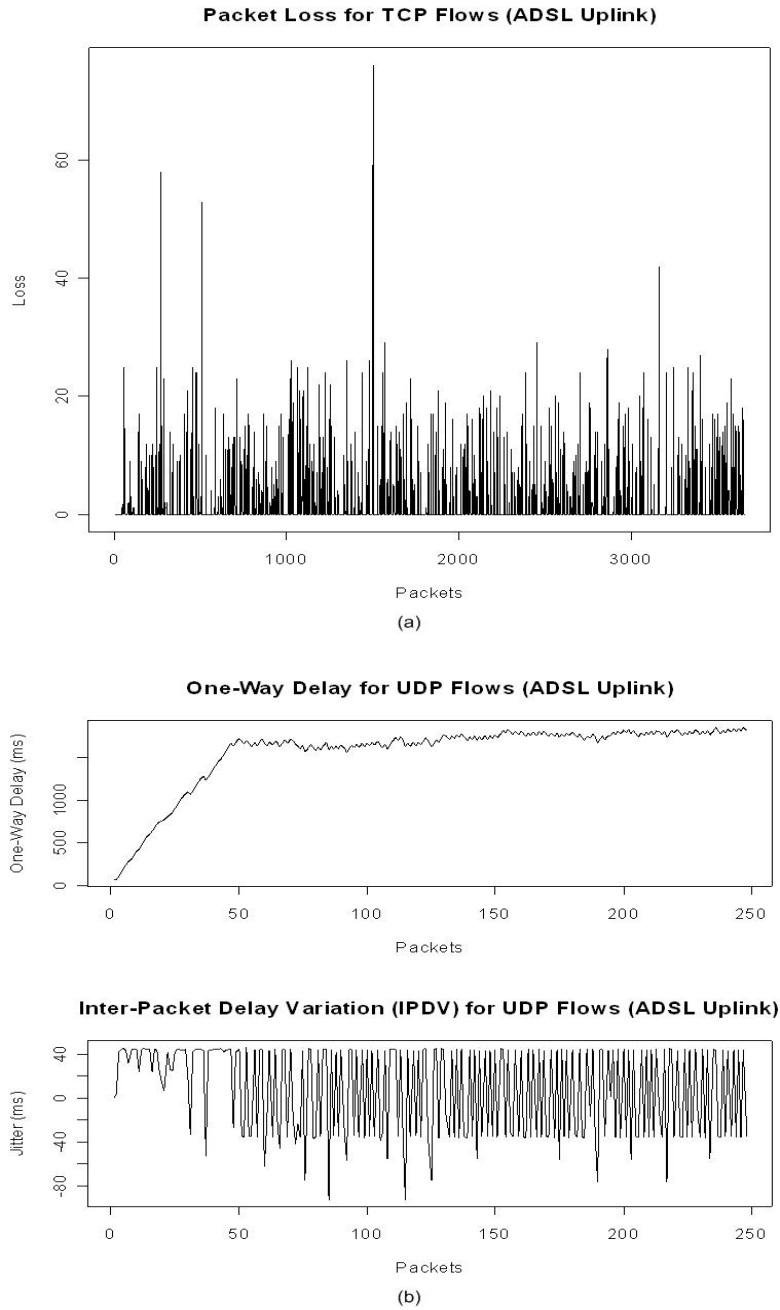 Packet Loss for TCP Flows (ADSL Uplink)
Loss
60
40
20
0
0 1000 2000 3000
Packets
(a)
One-Way Delay for UDP Flows (ADSL Uplink)
One-Way Delay (ms)
1000
500
0
0 50 100 150 200 250
Packets
Inter-Packet Delay Variation (IPDV) for UDP Flows (ADSL Uplink)
Jitter (ms)
40
0
-40
-80
0 50 100 150 200 250
Packets
(b)